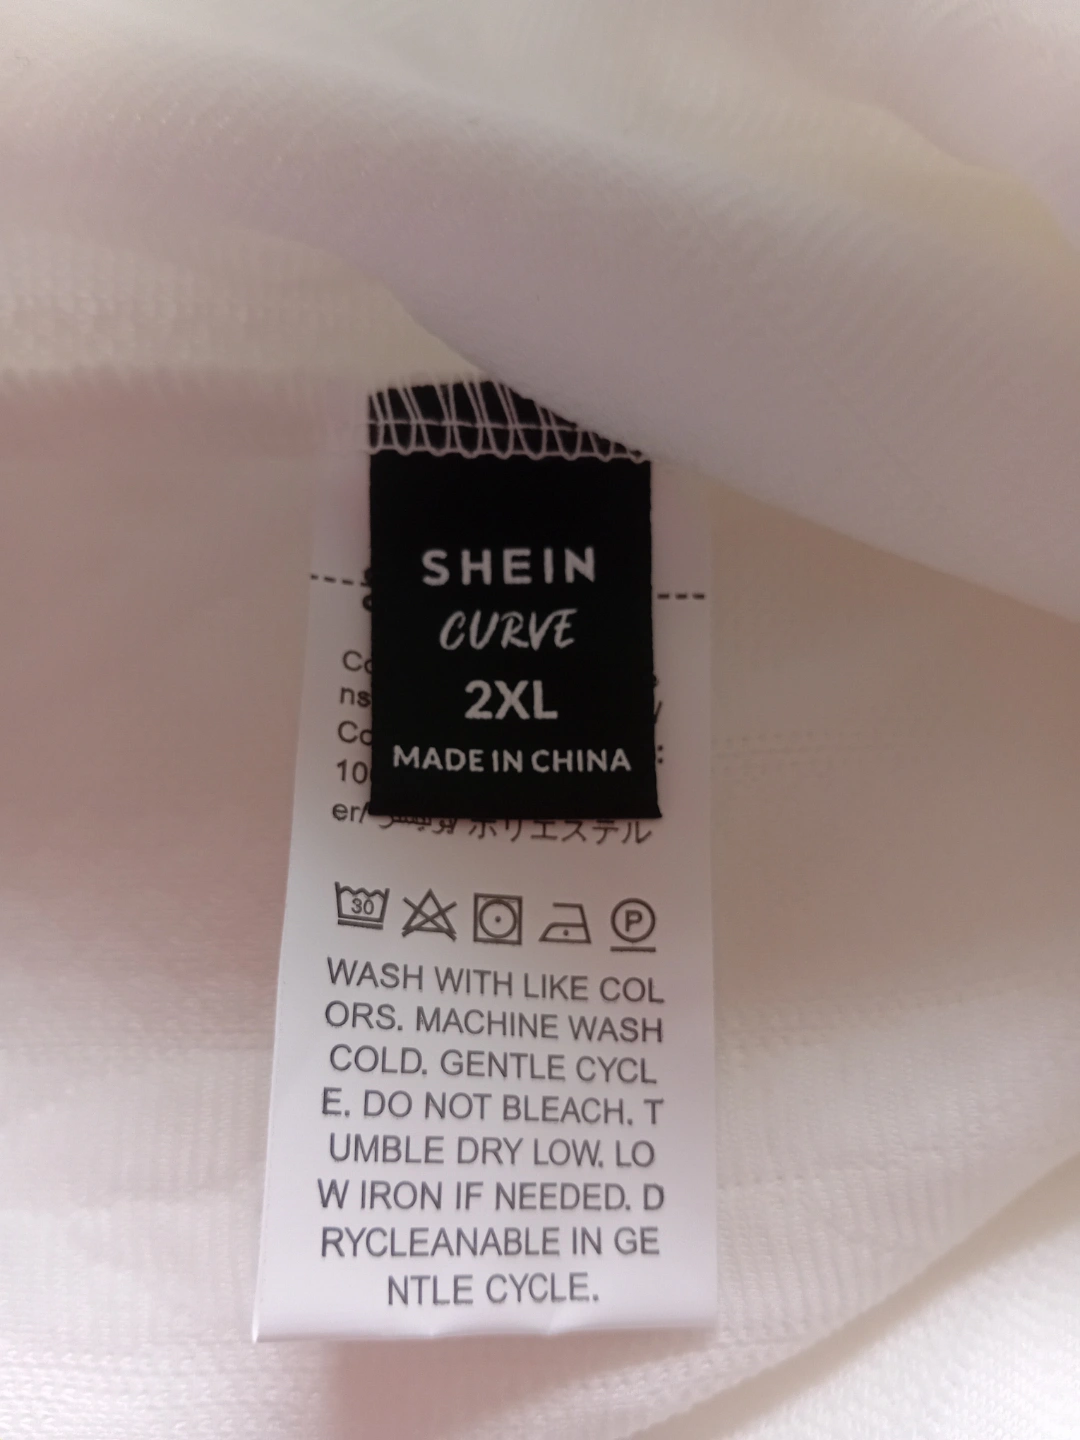 SHEIN
CURVE
2XL
MADE IN CHINA
ポリエステル
30
P
WASH WITH LIKE COL
ORS. MACHINE WASH
COLD. GENTLE CYCL
E. DO NOT BLEACH. T
UMBLE DRY LOW. LO
W IRON IF NEEDED. D
RYCLEANABLE IN GE
NTLE CYCLE.